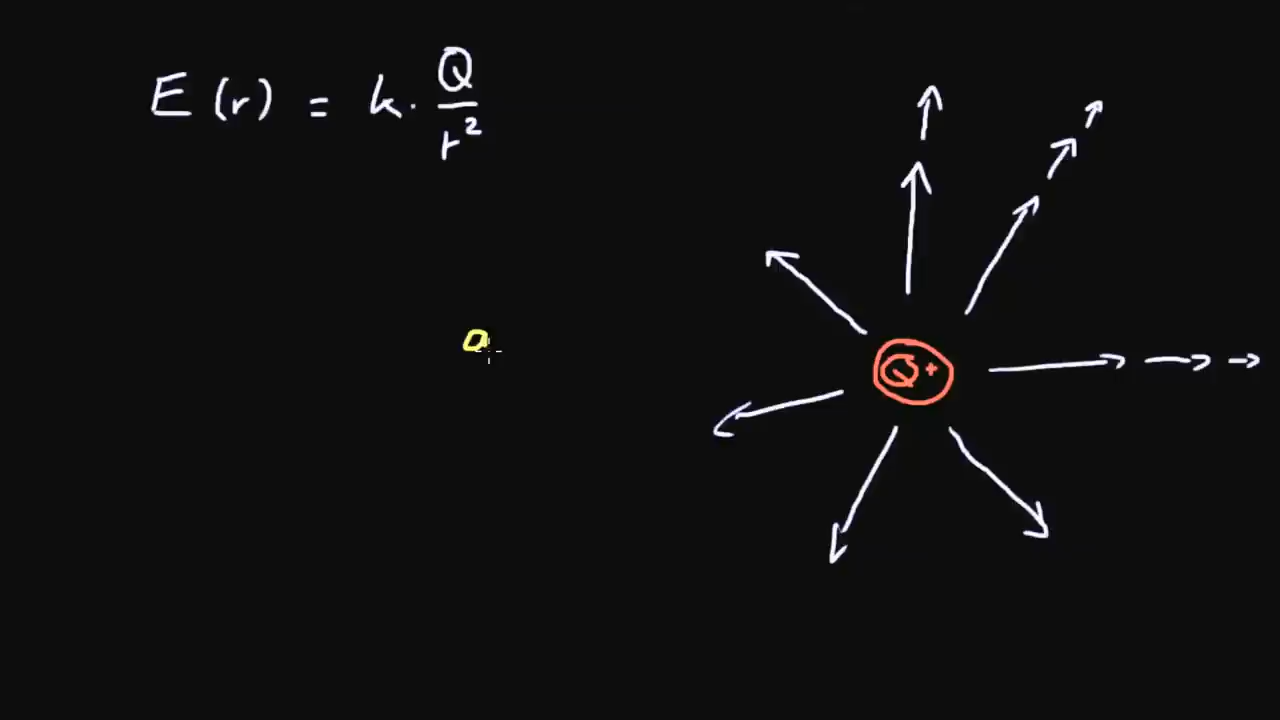 E (r) = k · Q/r²
Q+